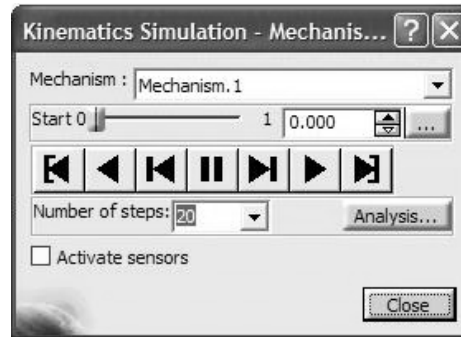 Kinematics Simulation - Mechanis... ?
Mechanism : Mechanism.1
Start 0 1 0.000 ...
Number of steps: 20 Analysis...
Activate sensors
Close